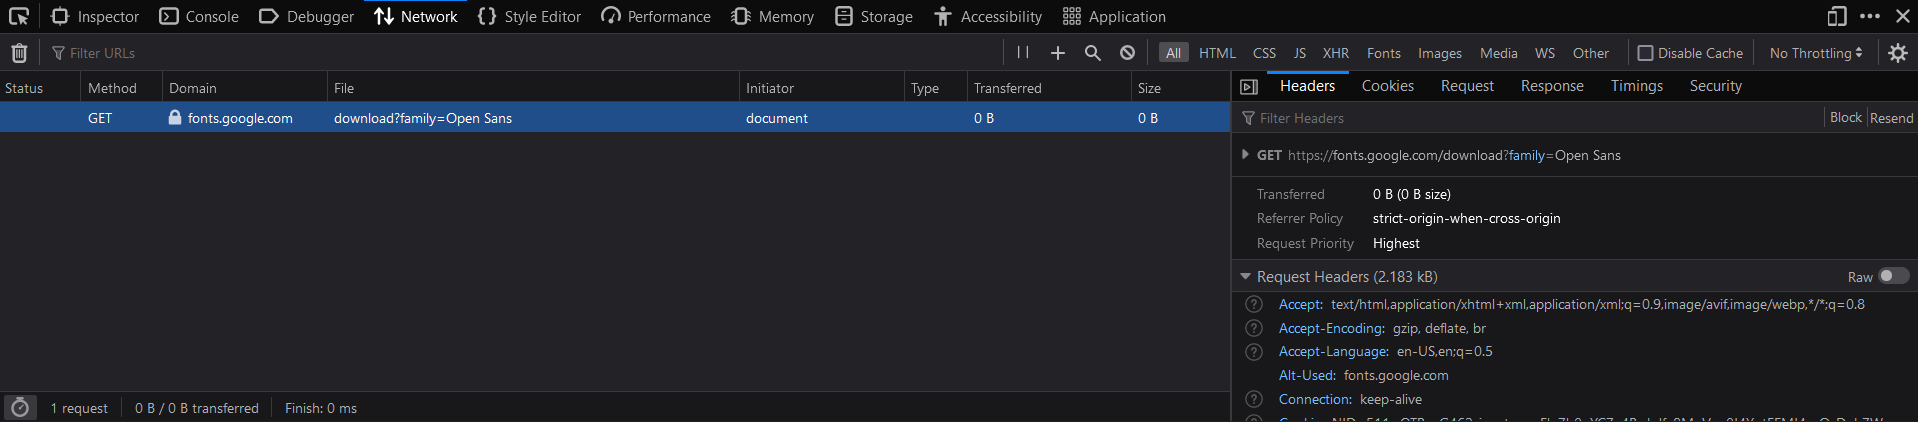 Inspector Console Debugger Network Style Editor Performance Memory Storage Accessibility Application
Filter URLs All HTML CSS JS XHR Fonts Images Media WS Other Disable Cache No Throttling
Status Method Domain File Initiator Type Transferred Size
GET fonts.google.com download?family=Open Sans document 0 B 0 B
1 request 0 B / 0 B transferred Finish: 0 ms
Headers Cookies Request Response Timings Security
Filter Headers Block Resend
GET https://fonts.google.com/download?family=Open Sans
Transferred 0 B (0 B size)
Referrer Policy strict-origin-when-cross-origin
Request Priority Highest
Request Headers (2.183 kB) Raw
Accept: text/html,application/xhtml+xml,application/xml;q=0.9,image/avif,image/webp,*/*;q=0.8
Accept-Encoding: gzip, deflate, br
Accept-Language: en-US,en;q=0.5
Alt-Used: fonts.google.com
Connection: keep-alive